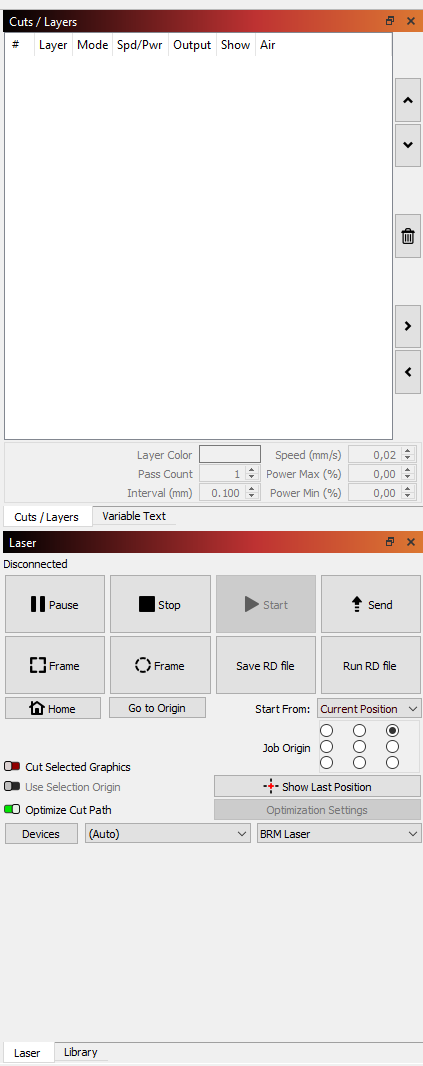 Cuts / Layers
# Layer Mode Spd/Pwr Output Show Air
Layer Color Speed (mm/s) 0,02
Pass Count 1 Power Max (%) 0,00
Interval (mm) 0.100 Power Min (%) 0,00
Cuts / Layers Variable Text
Laser
Disconnected
Pause Stop Start Send
Frame Frame Save RD file Run RD file
Home Go to Origin Start From: Current Position
Job Origin
Cut Selected Graphics
Use Selection Origin Show Last Position
Optimize Cut Path Optimization Settings
Devices (Auto) BRM Laser
Laser Library